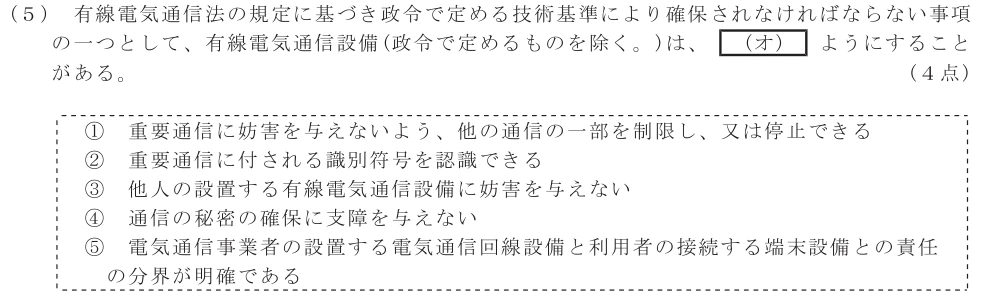 (5) 有線電気通信法の規定に基づき政令で定める技術基準により確保されなければならない事項
の一つとして、有線電気通信設備(政令で定めるものを除く。)は、 (オ) ようにすること
がある。 (4点)
① 重要通信に妨害を与えないよう、他の通信の一部を制限し、又は停止できる
② 重要通信に付される識別符号を認識できる
③ 他人の設置する有線電気通信設備に妨害を与えない
④ 通信の秘密の確保に支障を与えない
⑤ 電気通信事業者の設置する電気通信回線設備と利用者の接続する端末設備との責任
の分界が明確である